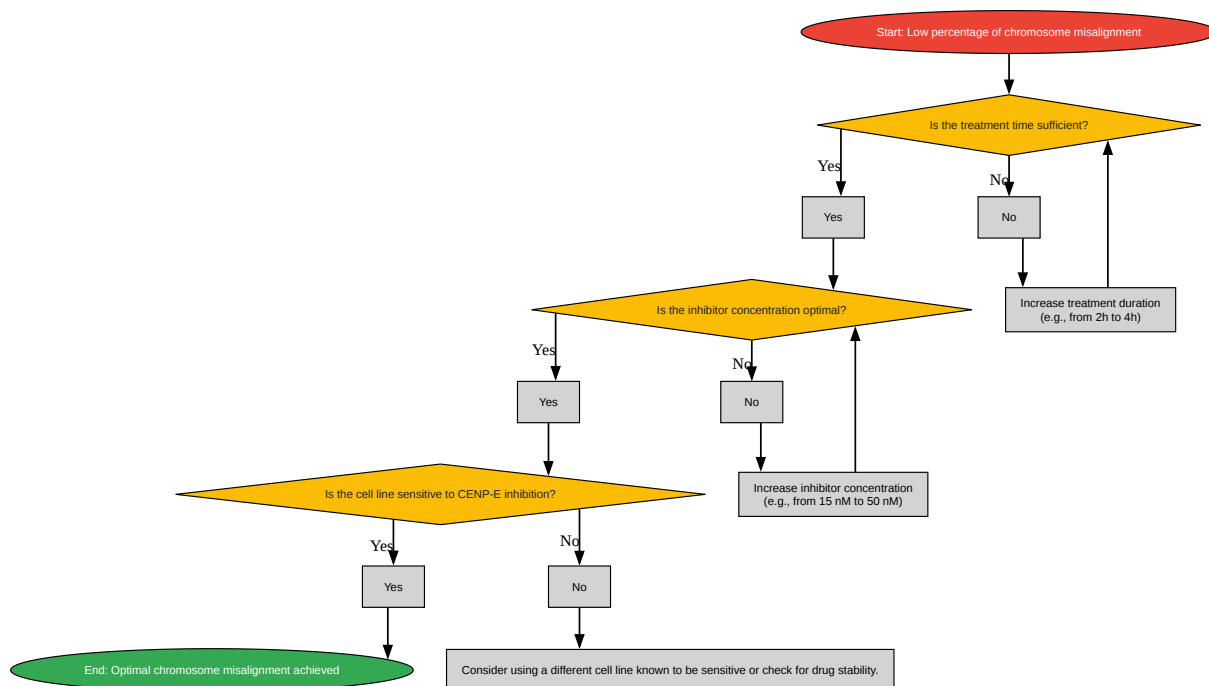 Start: Low percentage of chromosome misalignment
Is the treatment time sufficient?
Yes
No
Yes
No
Increase treatment duration
(e.g., from 2h to 4h)
Is the inhibitor concentration optimal?
Yes
No
Yes
No
Increase inhibitor concentration
(e.g., from 15 nM to 50 nM)
Is the cell line sensitive to CENP-E inhibition?
Yes
No
Yes
No
End: Optimal chromosome misalignment achieved
Consider using a different cell line known to be sensitive or check for drug stability.